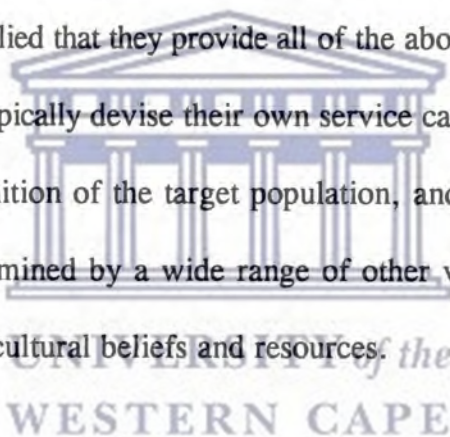 lied that they provide all of the abo
pically devise their own service ca
ition of the target population, and
mined by a wide range of other v
cultural beliefs and resources.
UNIVERSITY of the
WESTERN CAPE